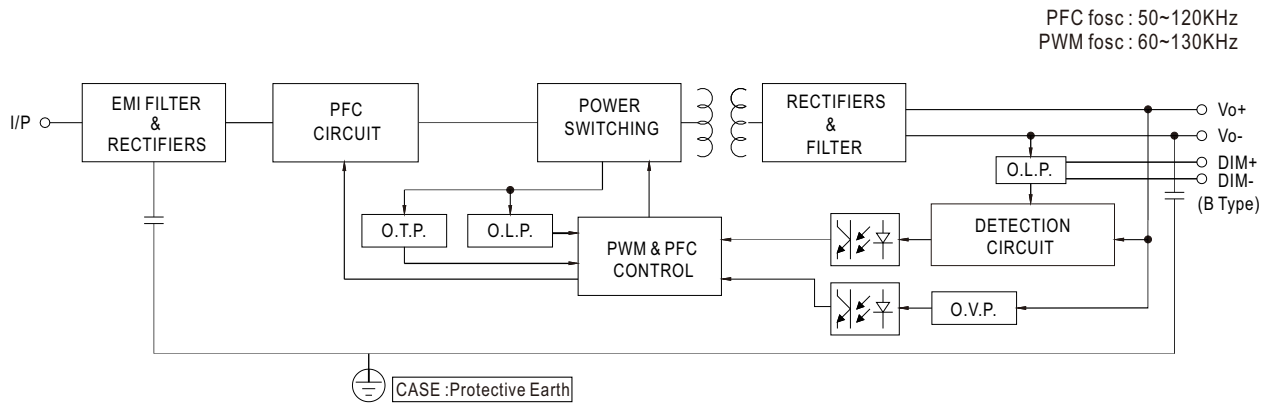 PFC fosc : 50~120KHz
PWM fosc : 60~130KHz
I/P
EMI FILTER
&
RECTIFIERS
PFC
CIRCUIT
POWER
SWITCHING
RECTIFIERS
&
FILTER
Vo+
Vo-
DIM+
DIM-
(B Type)
O.L.P.
O.T.P.
O.L.P.
PWM & PFC
CONTROL
DETECTION
CIRCUIT
O.V.P.
CASE :Protective Earth